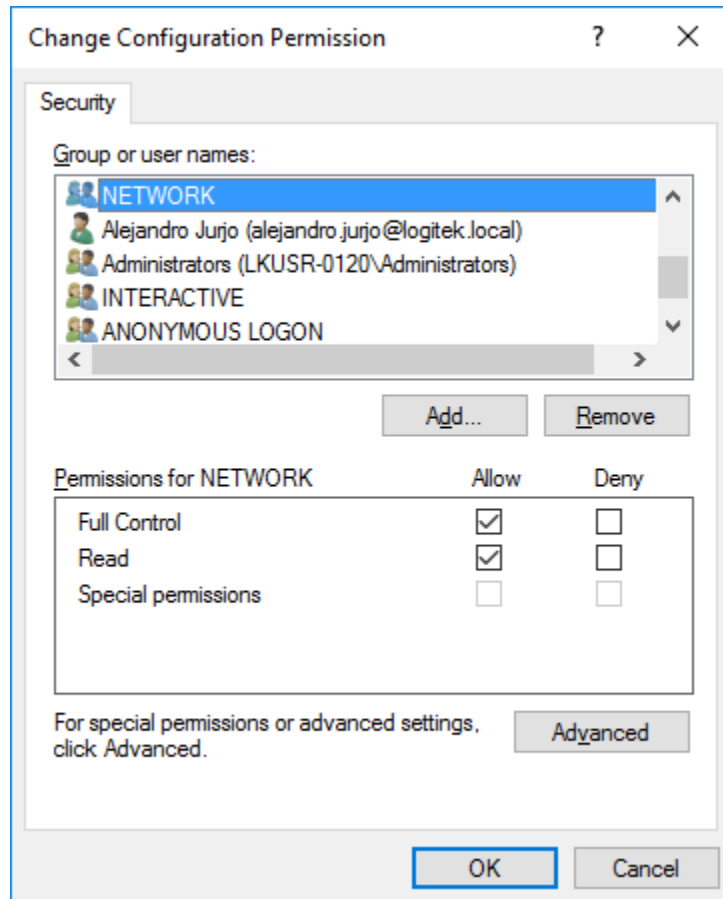 Change Configuration Permission
Security
Group or user names:
NETWORK
Alejandro Jurjo (alejandro.jurjo@logitek.local)
Administrators (LKUSR-0120\Administrators)
INTERACTIVE
ANONYMOUS LOGON
Add... Remove
Permissions for NETWORK Allow Deny
Full Control
Read
Special permissions
For special permissions or advanced settings,
click Advanced.
Advanced
OK Cancel